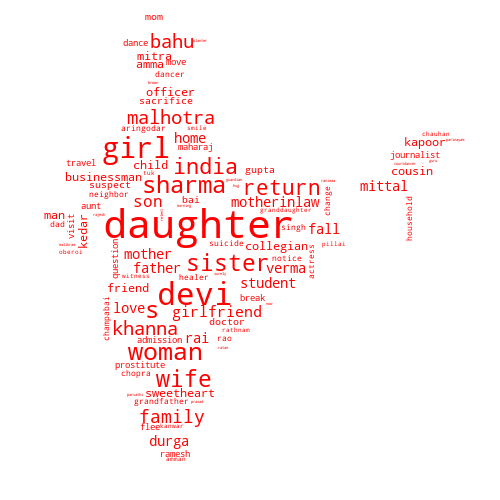 mom
dance bahu
mitra
amma move
dancer
officer
sacrifice
malhotra
aringodar smile
girl home
maharaj
chauhan
kapoor
journalist
travel child india gupta
cousin
businessman tuk
suspect sharma return mittal
neighbor
son bai motherinlaw change
aunt
man granddaughter household
dad visit kedar daughter singh fall
oberoi question suicide collegian notice pillai
mother sister actress
father healer verma
witness
friend devi student
love s girlfriend break
champabai rathnam
khanna doctor
admission rai rao
woman
prostitute
chopra wife
sweetheart
grandfather
family
flee kanwar
durga
ramesh
amman